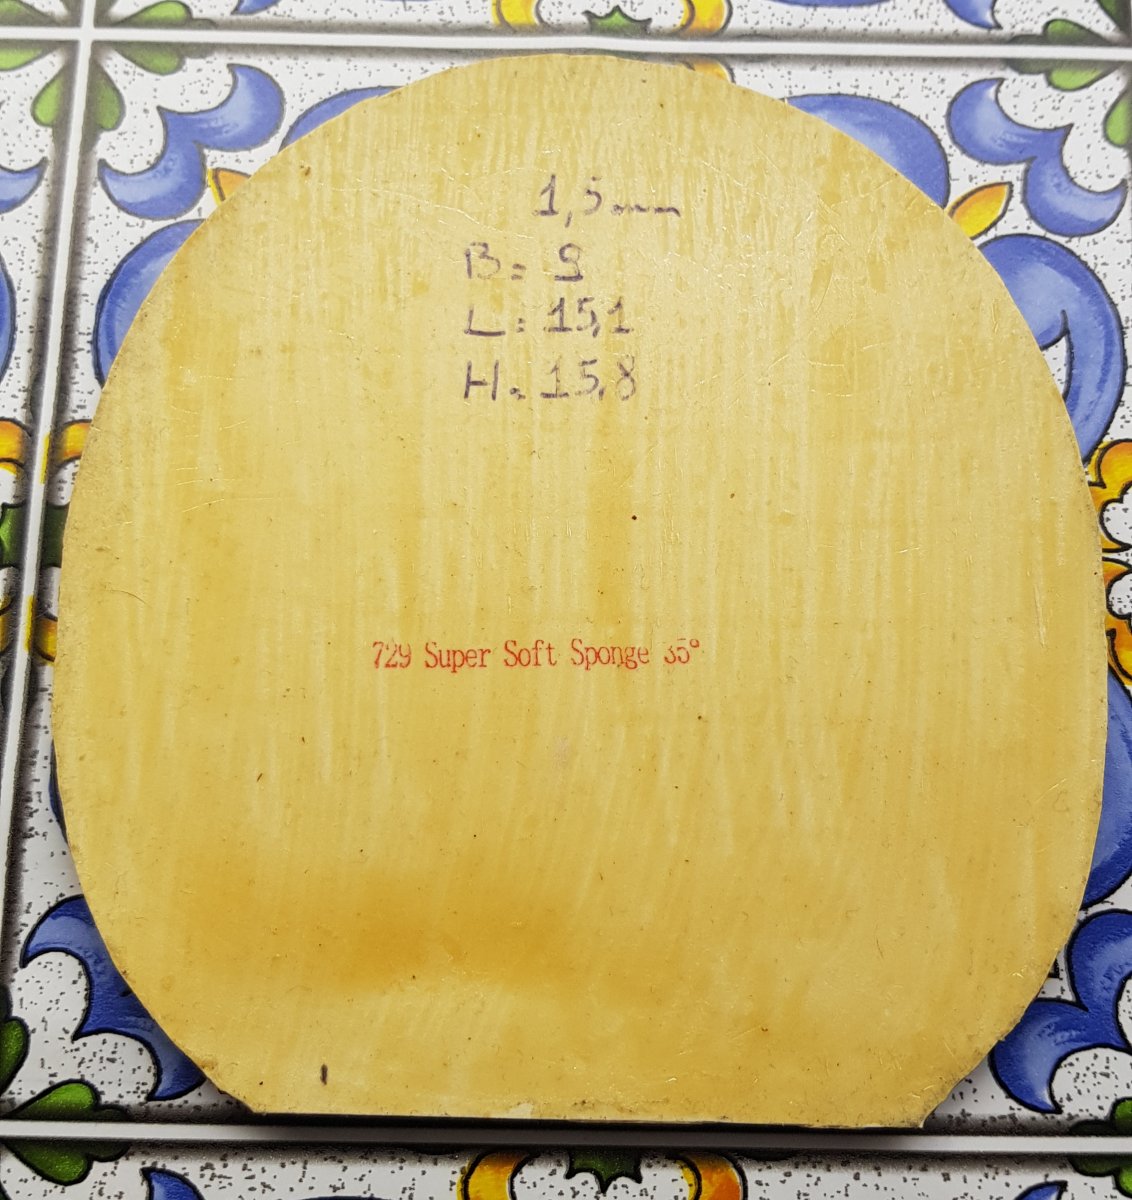 1,5mm
B: 9
L: 15,1
H: 15,8
729 Super Soft Sponge 35°